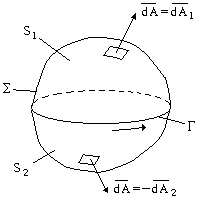 dA=dA₁
S₁
Σ
Γ
S₂
dA=−dA₂